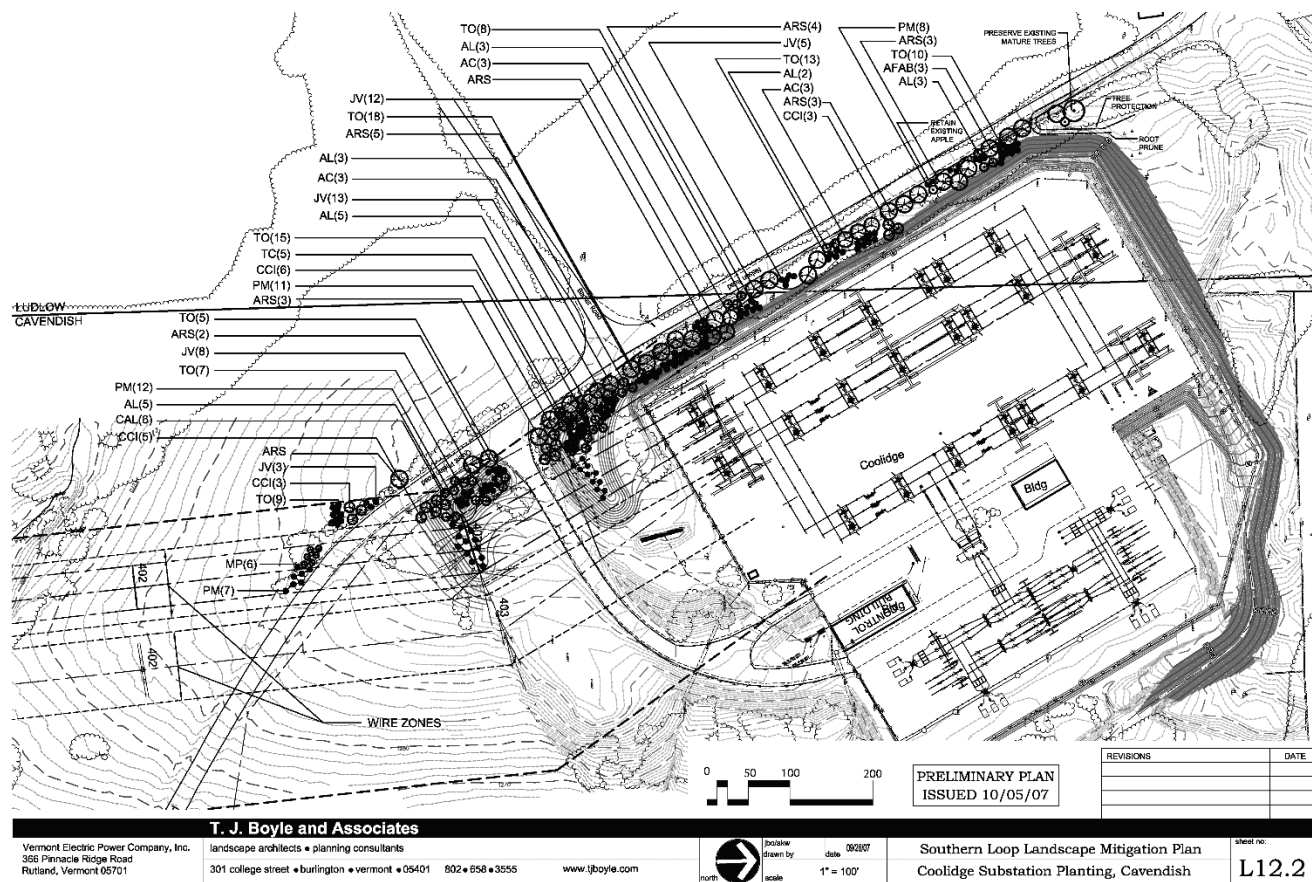 TO(8)
AL(3)
AC(3)
ARS
JV(12)
TO(18)
ARS(5)
AL(3)
AC(3)
JV(13)
AL(5)
TO(15)
TC(5)
CCI(6)
PM(11)
ARS(3)
TO(5)
ARS(2)
JV(8)
TO(7)
PM(12)
AL(5)
CAL(6)
CCI(5)
ARS
JV(3)
CCI(3)
TO(9)
MP(6)
PM(7)
ARS(4)
JV(5)
TO(13)
AL(2)
AC(3)
ARS(3)
CCI(3)
PM(8)
ARS(3)
TO(10)
AFAB(3)
AL(3)
PRESERVE EXISTING
MATURE TREES
TREE
PROTECTION
ROOT
PRUNE
RETAIN
EXISTING
APPLE
LUDLOW
CAVENDISH
402
402
403
WIRE ZONES
Coolidge
Bldg
Bldg
CONTROL
BUILDING
0 50 100 200
PRELIMINARY PLAN
ISSUED 10/05/07
REVISIONS DATE
T. J. Boyle and Associates
Vermont Electric Power Company, Inc.
366 Pinnacle Ridge Road
Rutland, Vermont 05701
landscape architects • planning consultants
301 college street • burlington • vermont • 05401 802 • 658 • 3555 www.tjboyle.com
north
drawn by
date 09/28/07
scale 1" = 100'
Southern Loop Landscape Mitigation Plan
Coolidge Substation Planting, Cavendish
sheet no:
L12.2